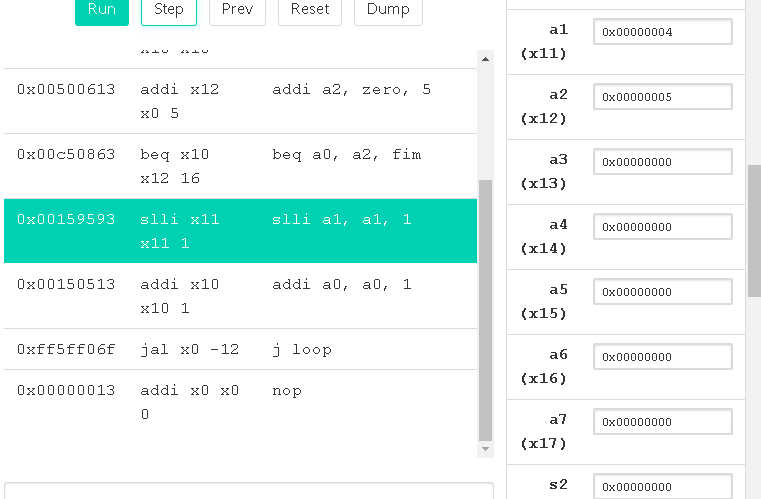 Run Step Prev Reset Dump
0x00500613 addi x12 addi a2, zero, 5
x0 5
0x00c50863 beq x10 beq a0, a2, fim
x12 16
0x00159593 slli x11 slli a1, a1, 1
x11 1
0x00150513 addi x10 addi a0, a0, 1
x10 1
0xff5ff06f jal x0 -12 j loop
0x00000013 addi x0 x0 nop
0
a1 0x00000004
(x11)
a2 0x00000005
(x12)
a3 0x00000000
(x13)
a4 0x00000000
(x14)
a5 0x00000000
(x15)
a6 0x00000000
(x16)
a7 0x00000000
(x17)
s2 0x00000000